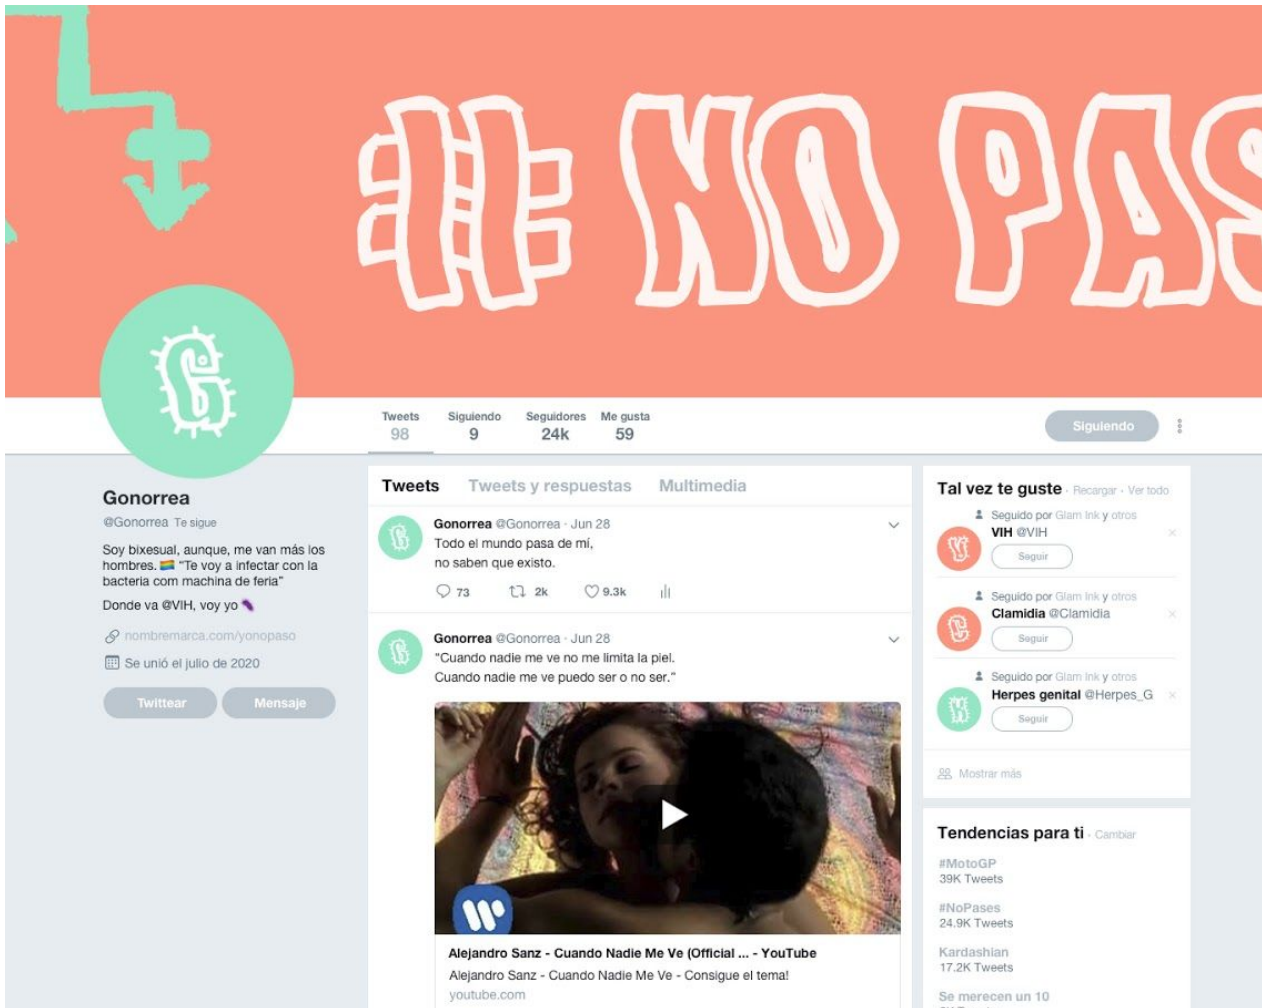 # NO PAS
Tweets
98
Siguiendo
9
Seguidores
24k
Me gusta
59
Siguiendo
Gonorrea
@Gonorrea Te sigue
Soy bixesual, aunque, me van más los
hombres. 🏳️‍🌈 “Te voy a infectar con la
bacteria com machina de feria”
Donde va @VIH, voy yo 🍆
nombremarca.com/yonopaso
Se unió el julio de 2020
Twittear
Mensaje
Tweets
Tweets y respuestas
Multimedia
Gonorrea @Gonorrea · Jun 28
Todo el mundo pasa de mí,
no saben que existo.
73
2k
9.3k
Gonorrea @Gonorrea · Jun 28
“Cuando nadie me ve no me limita la piel.
Cuando nadie me ve puedo ser o no ser.”
Alejandro Sanz - Cuando Nadie Me Ve (Official ... - YouTube
Alejandro Sanz - Cuando Nadie Me Ve - Consigue el tema!
youtube.com
Tal vez te guste · Recargar · Ver todo
Seguido por Glam Ink y otros
VIH @VIH
Seguir
Seguido por Glam Ink y otros
Clamidia @Clamidia
Seguir
Seguido por Glam Ink y otros
Herpes genital @Herpes_G
Seguir
Mostrar más
Tendencias para ti · Cambiar
#MotoGP
39K Tweets
#NoPases
24.9K Tweets
Kardashian
17.2K Tweets
Se merecen un 10